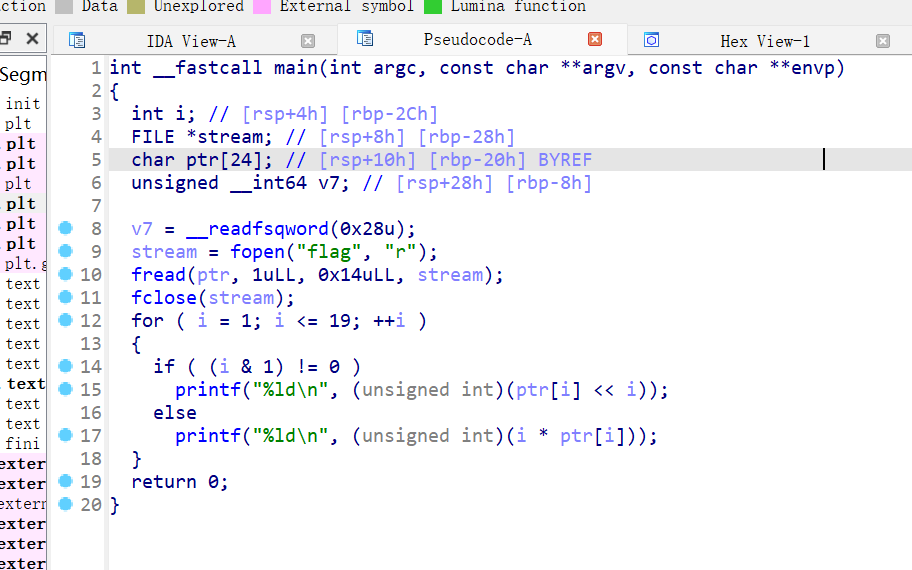 ction Data Unexplored External symbol Lumina function
IDA View-A Pseudocode-A Hex View-1
Segm
init
plt
plt
plt
plt
plt
plt
plt
plt.g
text
text
text
text
text
text
text
text
fini
exter
exter
extern
exter
exter
exter
1 int __fastcall main(int argc, const char **argv, const char **envp)
2 {
3 int i; // [rsp+4h] [rbp-2Ch]
4 FILE *stream; // [rsp+8h] [rbp-28h]
5 char ptr[24]; // [rsp+10h] [rbp-20h] BYREF
6 unsigned __int64 v7; // [rsp+28h] [rbp-8h]
7
8 v7 = __readfsqword(0x28u);
9 stream = fopen("flag", "r");
10 fread(ptr, 1uLL, 0x14uLL, stream);
11 fclose(stream);
12 for ( i = 1; i <= 19; ++i )
13 {
14 if ( (i & 1) != 0 )
15 printf("%ld\n", (unsigned int)(ptr[i] << i));
16 else
17 printf("%ld\n", (unsigned int)(i * ptr[i]));
18 }
19 return 0;
20 }